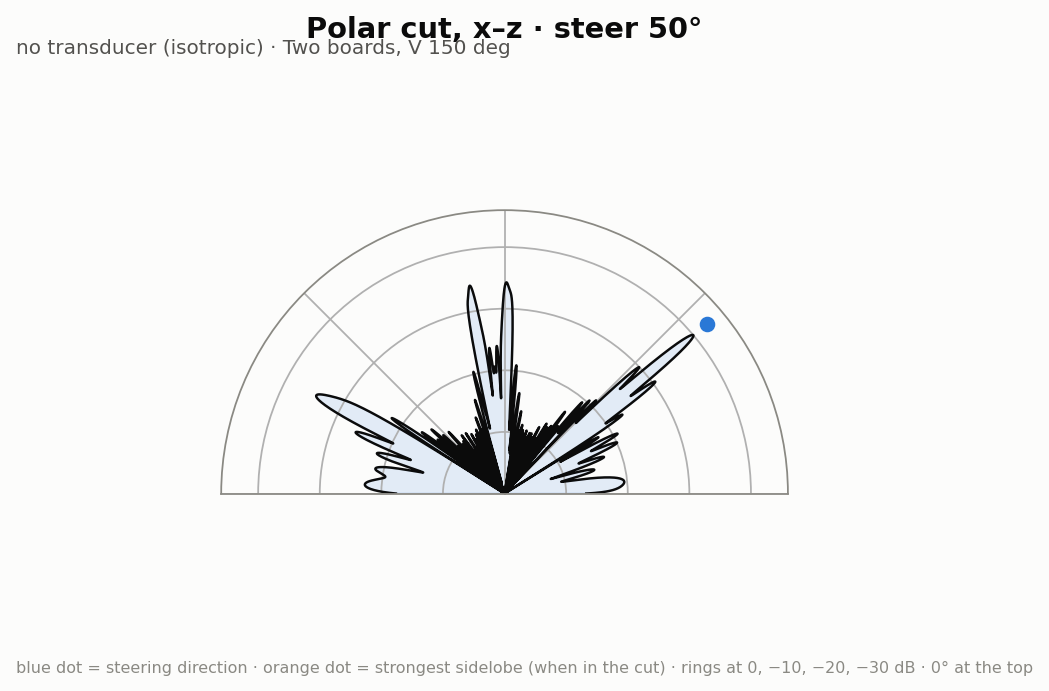 Polar cut, x–z · steer 50°
no transducer (isotropic) · Two boards, V 150 deg
blue dot = steering direction · orange dot = strongest sidelobe (when in the cut) · rings at 0, −10, −20, −30 dB · 0° at the top